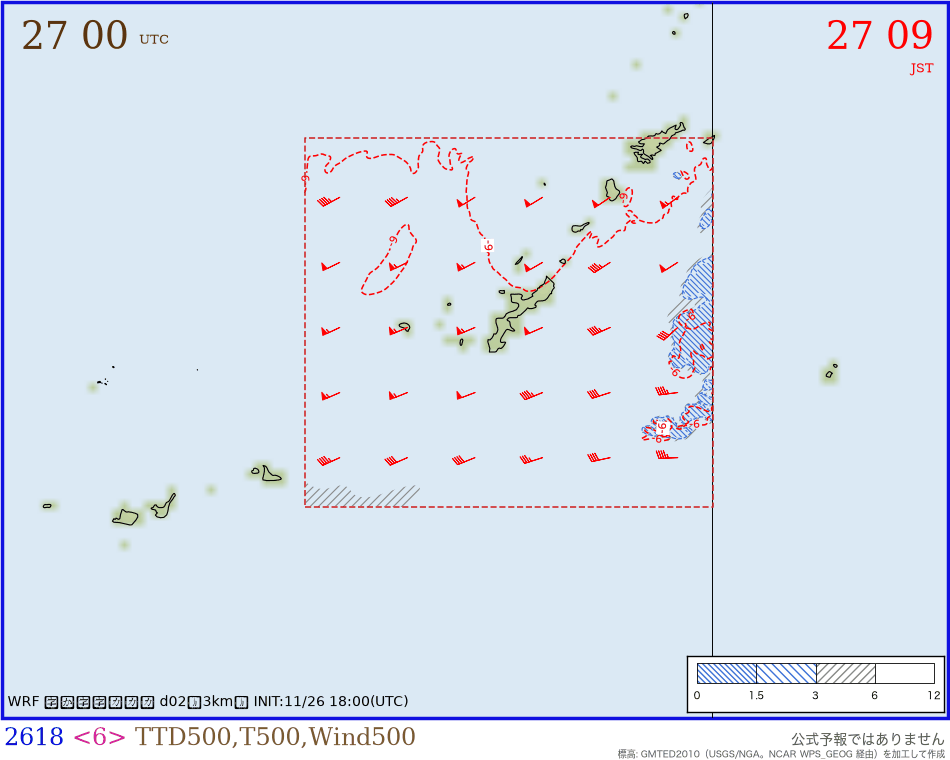 27 00 UTC
27 09
JST
-9
-9
-9
-9
-6
-6
-6
-6
-6
WRF d02 3km INIT:11/26 18:00(UTC)
0 1.5 3 6 12
2618 <6> TTD500,T500,Wind500
公式予報ではありません
標高: GMTED2010（USGS/NGA。NCAR WPS_GEOG 経由）を加工して作成